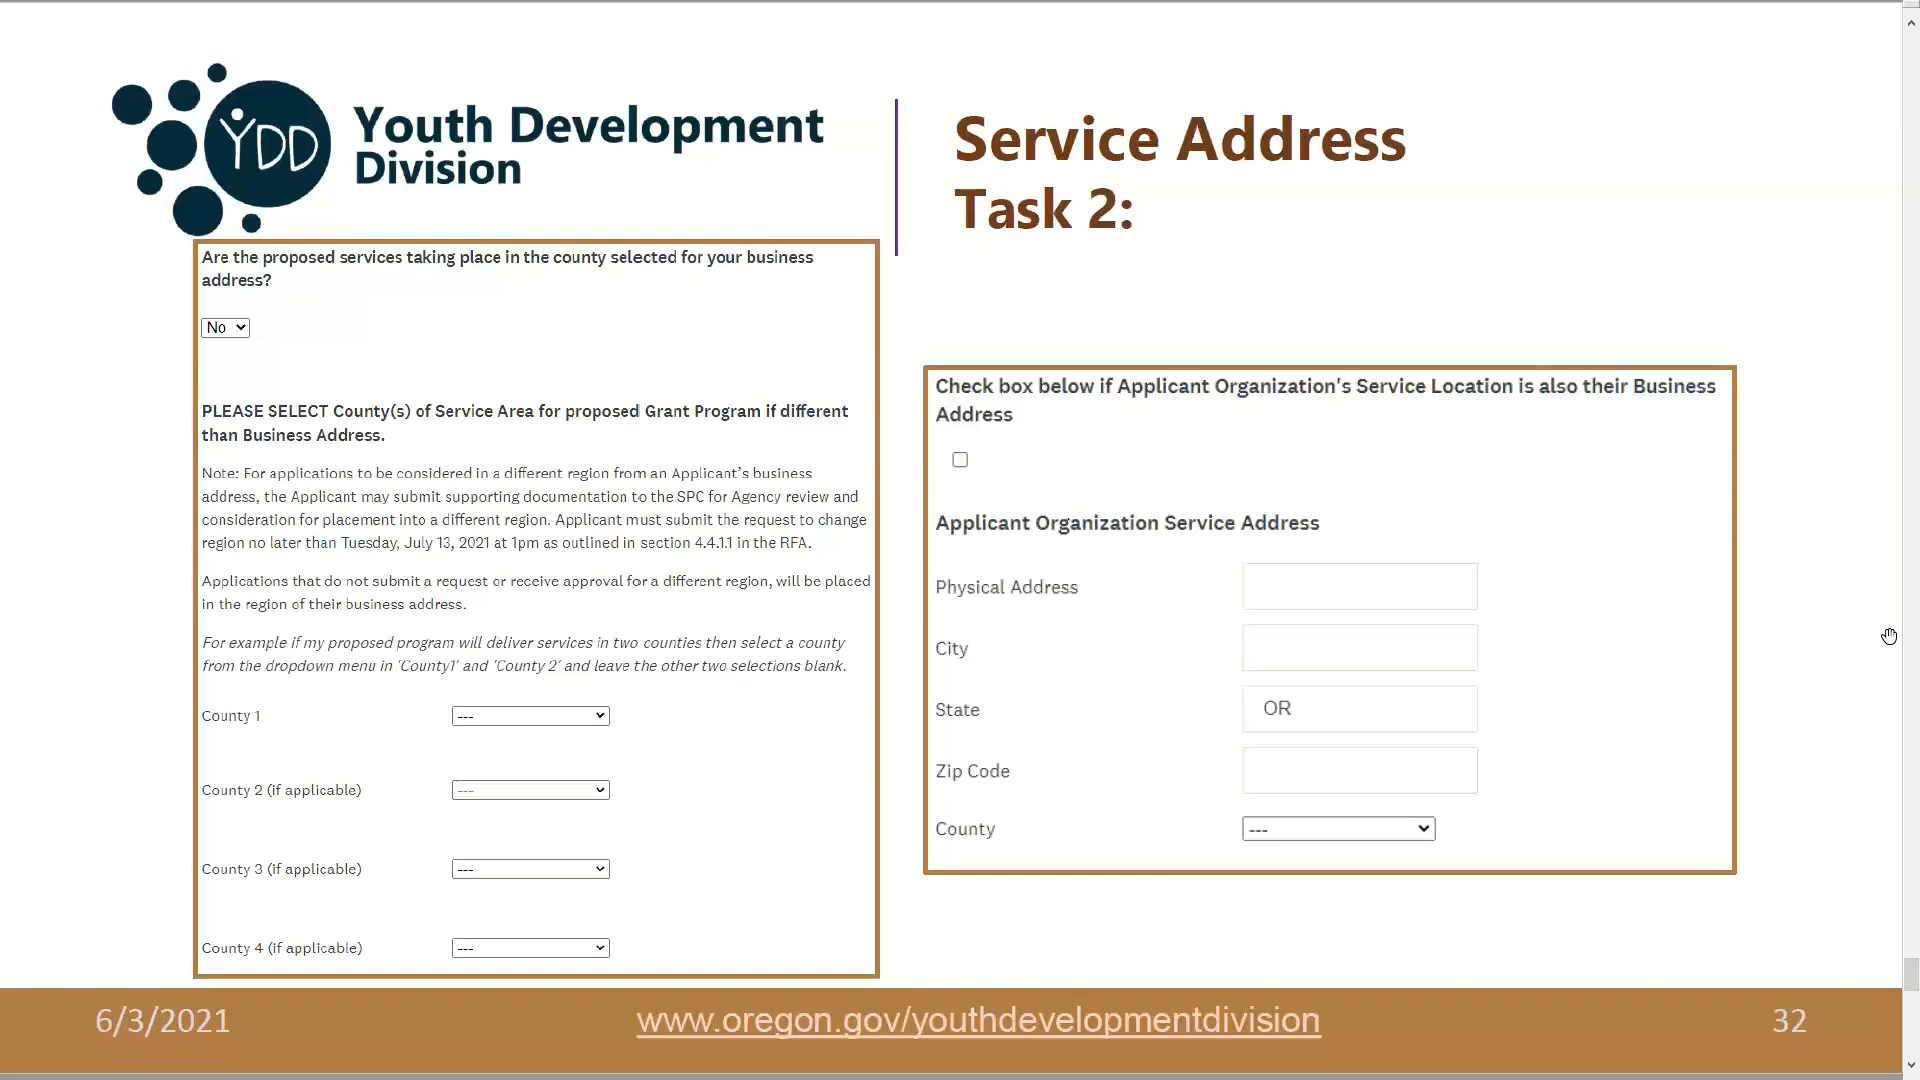 YDD
Youth Development
Division
Service Address
Task 2:
Are the proposed services taking place in the county selected for your business
address?
No
PLEASE SELECT County(s) of Service Area for proposed Grant Program if different
than Business Address.
Note: For applications to be considered in a different region from an Applicant's business
address, the Applicant may submit supporting documentation to the SPC for Agency review and
consideration for placement into a different region. Applicant must submit the request to change
region no later than Tuesday, July 13, 2021 at 1pm as outlined in section 4.4.1.1 in the RFA.
Applications that do not submit a request or receive approval for a different region, will be placed
in the region of their business address.
For example if my proposed program will deliver services in two counties then select a county
from the dropdown menu in 'County1' and 'County 2' and leave the other two selections blank.
County 1 ---
County 2 (if applicable) ---
County 3 (if applicable) ---
County 4 (if applicable) ---
Check box below if Applicant Organization's Service Location is also their Business
Address
Applicant Organization Service Address
Physical Address
City
State OR
Zip Code
County ---
6/3/2021 www.oregon.gov/youthdevelopmentdivision 32